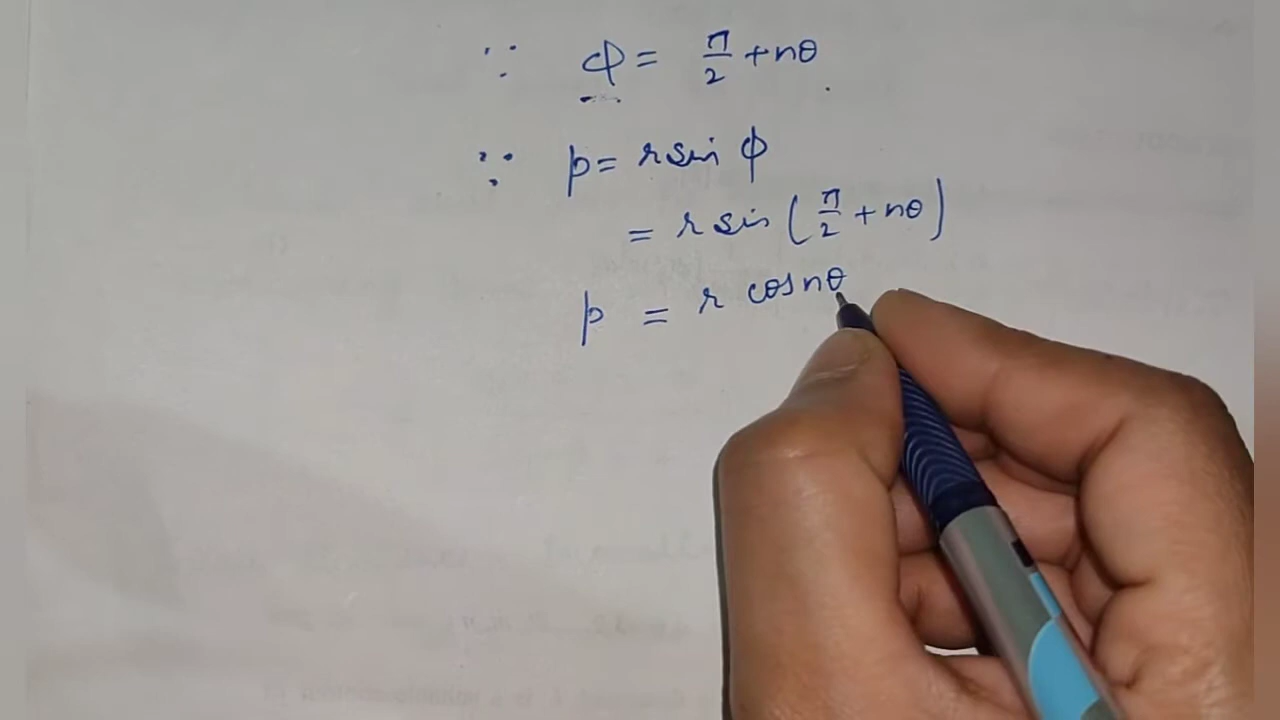 ∵ φ = π/2 + nθ
∵ p = r sin φ
= r sin (π/2 + nθ)
p = r cos nθ